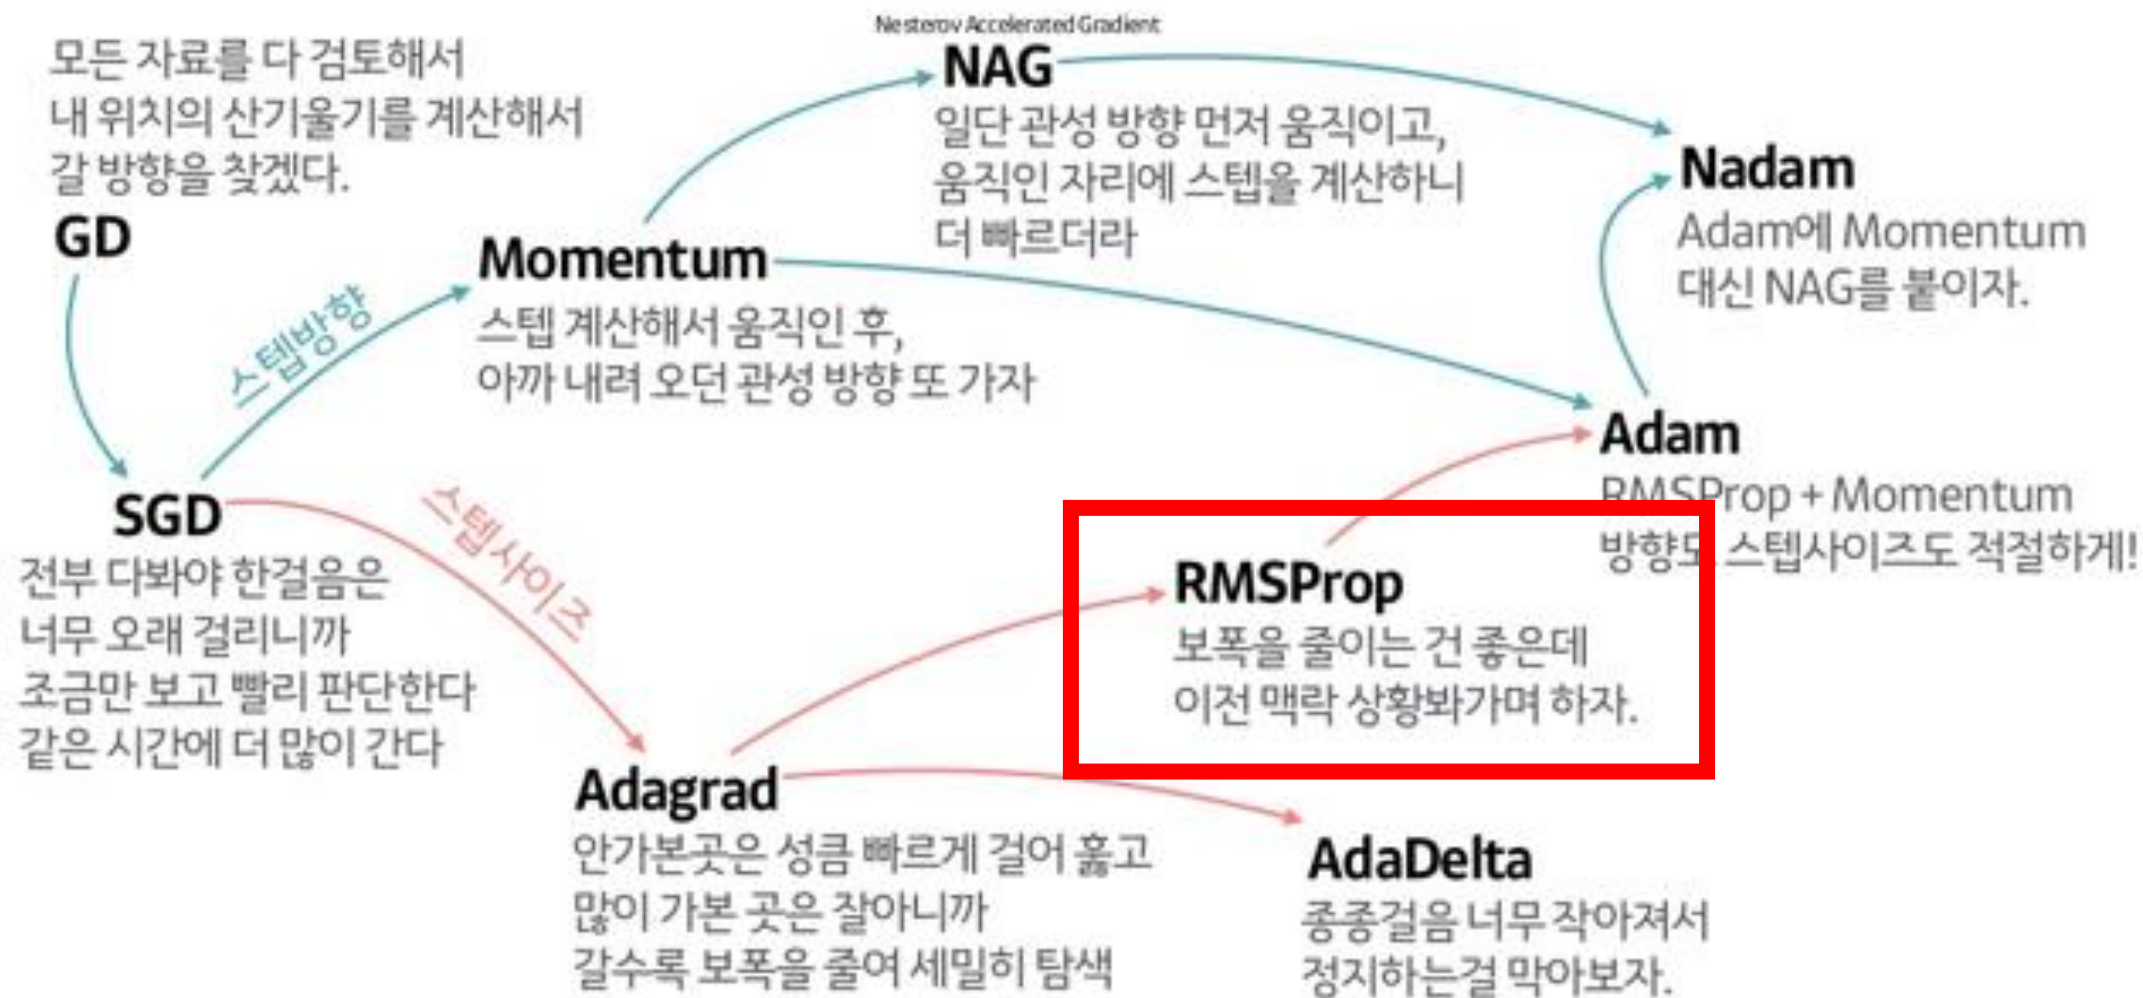 모든 자료를 다 검토해서
내 위치의 산기울기를 계산해서
갈 방향을 찾겠다.
GD
스텝방향
Momentum
스텝 계산해서 움직인 후,
아까 내려 오던 관성 방향 또 가자
Nesterov Accelerated Gradient
NAG
일단 관성 방향 먼저 움직이고,
움직인 자리에 스텝을 계산하니
더 빠르더라
Nadam
Adam에 Momentum
대신 NAG를 붙이자.
SGD
전부 다봐야 한걸음은
너무 오래 걸리니까
조금만 보고 빨리 판단한다
같은 시간에 더 많이 간다
스텝사이즈
Adagrad
안가본곳은 성큼 빠르게 걸어 훑고
많이 가본 곳은 잘아니까
갈수록 보폭을 줄여 세밀히 탐색
RMSProp
보폭을 줄이는 건 좋은데
이전 맥락 상황봐가며 하자.
Adam
RMSProp + Momentum
방향도 스텝사이즈도 적절하게!
AdaDelta
종종걸음 너무 작아져서
정지하는걸 막아보자.